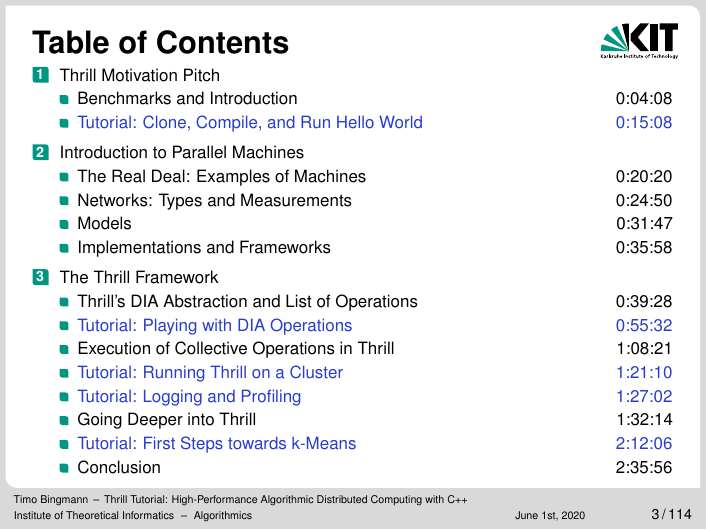 Table of Contents
KIT
Karlsruhe Institute of Technology
1 Thrill Motivation Pitch
Benchmarks and Introduction 0:04:08
Tutorial: Clone, Compile, and Run Hello World 0:15:08
2 Introduction to Parallel Machines
The Real Deal: Examples of Machines 0:20:20
Networks: Types and Measurements 0:24:50
Models 0:31:47
Implementations and Frameworks 0:35:58
3 The Thrill Framework
Thrill's DIA Abstraction and List of Operations 0:39:28
Tutorial: Playing with DIA Operations 0:55:32
Execution of Collective Operations in Thrill 1:08:21
Tutorial: Running Thrill on a Cluster 1:21:10
Tutorial: Logging and Profiling 1:27:02
Going Deeper into Thrill 1:32:14
Tutorial: First Steps towards k-Means 2:12:06
Conclusion 2:35:56
Timo Bingmann – Thrill Tutorial: High-Performance Algorithmic Distributed Computing with C++
Institute of Theoretical Informatics – Algorithmics June 1st, 2020 3 / 114